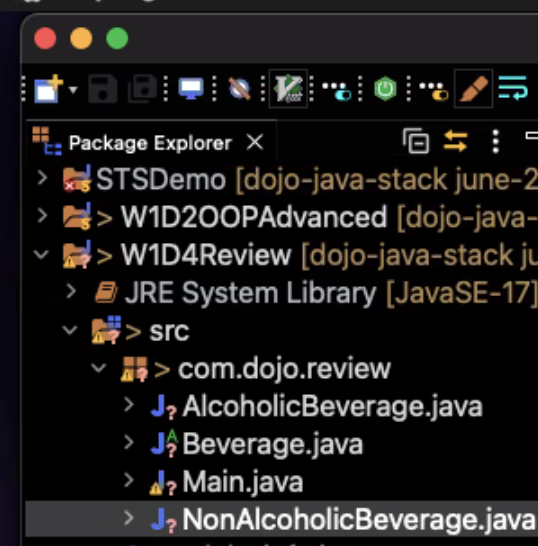 Package Explorer
STSDemo [dojo-java-stack june-2
> W1D2OOPAdvanced [dojo-java-
> W1D4Review [dojo-java-stack ju
JRE System Library [JavaSE-17]
> src
> com.dojo.review
AlcoholicBeverage.java
Beverage.java
Main.java
NonAlcoholicBeverage.java